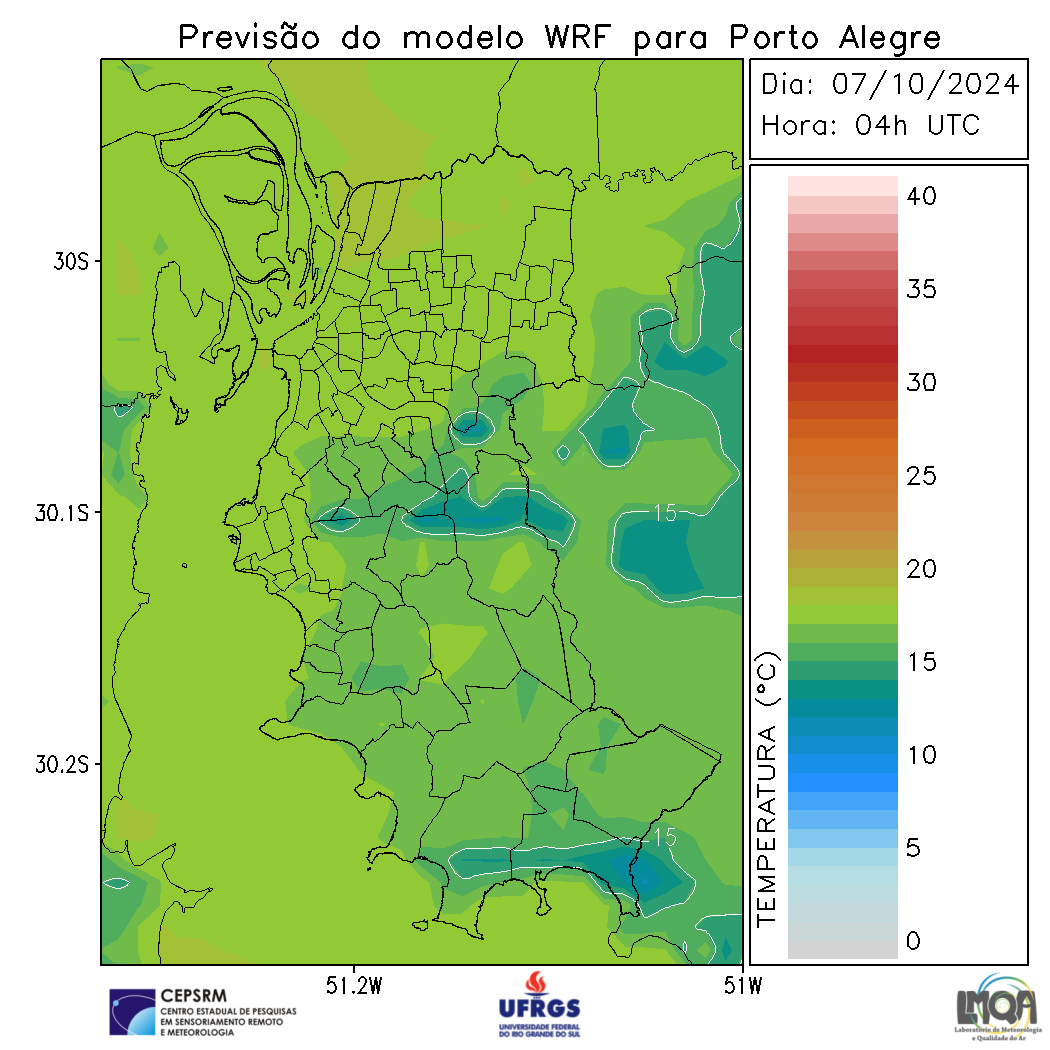 Previsão do modelo WRF para Porto Alegre
Dia: 07/10/2024
Hora: 04h UTC
30S
30.1S
30.2S
51.2W
51W
15
15
TEMPERATURA (°C)
40
35
30
25
20
15
10
5
0
CEPSRM
CENTRO ESTADUAL DE PESQUISAS
EM SENSORIAMENTO REMOTO
E METEOROLOGIA
UFRGS
UNIVERSIDADE FEDERAL
DO RIO GRANDE DO SUL
LMQA
Laboratório de Meteorologia
e Qualidade do Ar